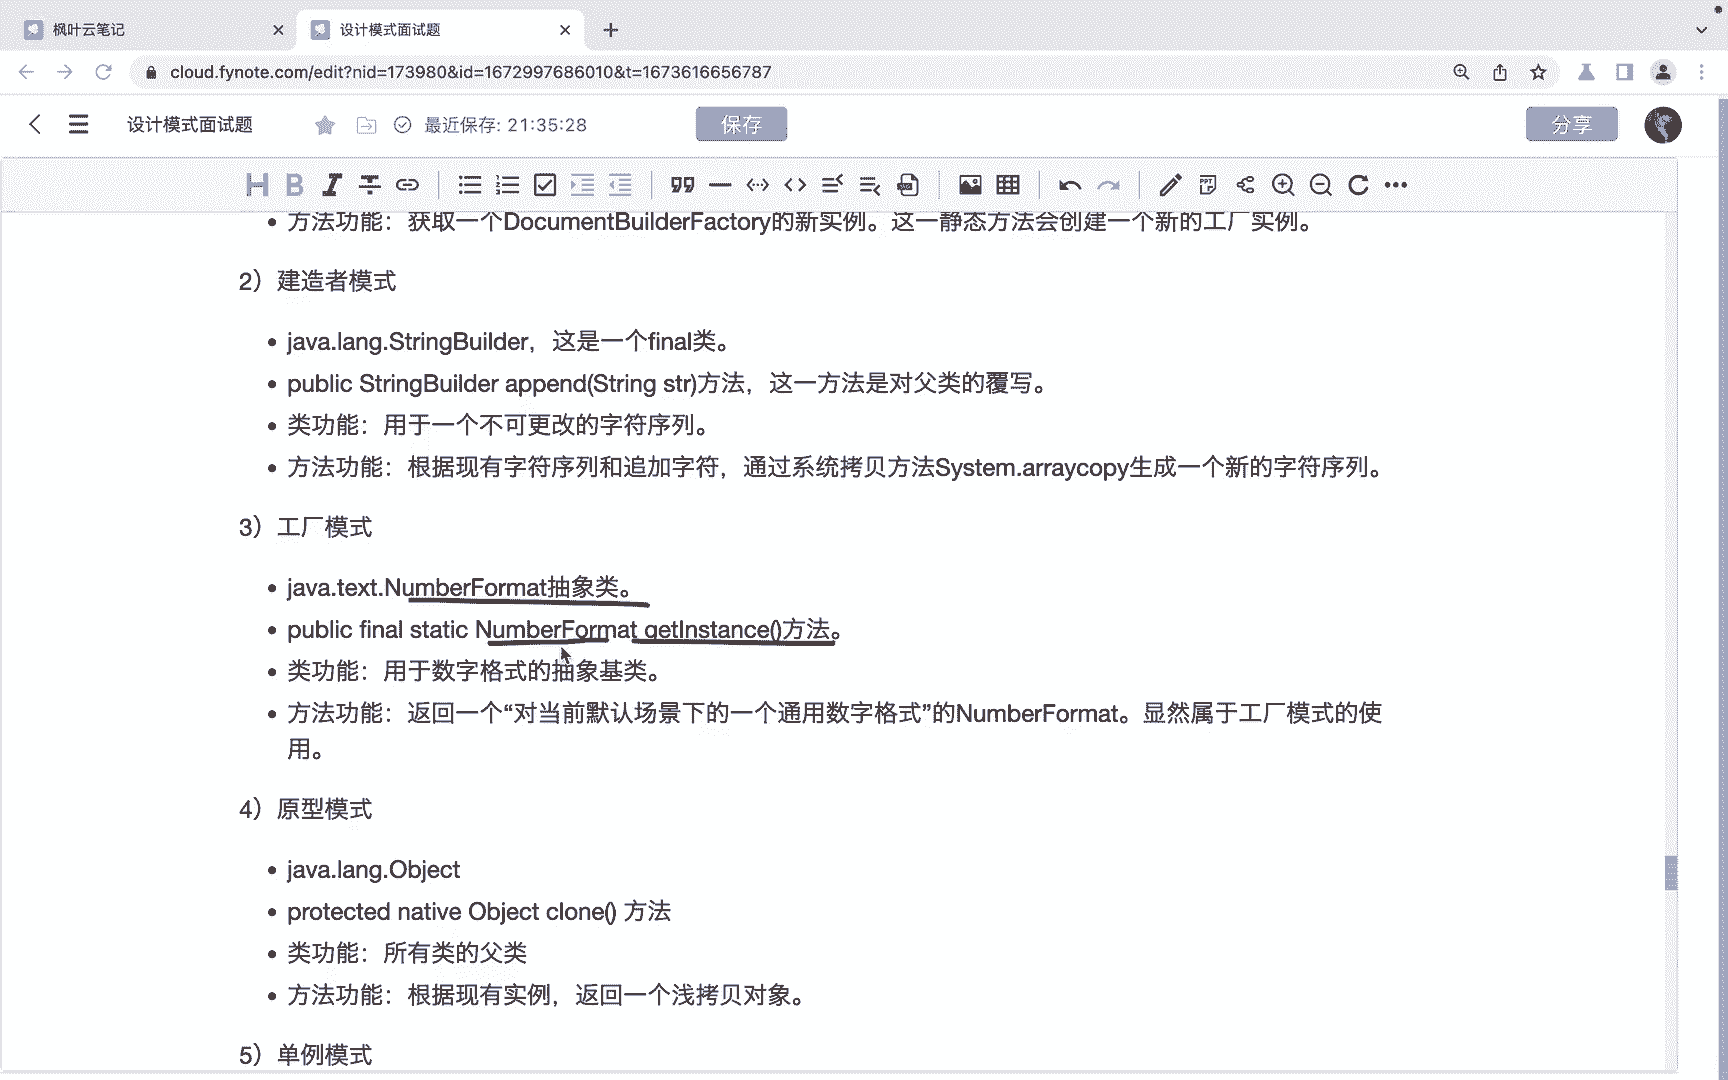 枫叶云笔记
设计模式面试题
cloud.fynote.com/edit?nid=173980&id=1672997686010&t=1673616656787
设计模式面试题
最近保存: 21:35:28
保存
分享
方法功能：获取一个DocumentBuilderFactory的新实例。这一静态方法会创建一个新的工厂实例。
2）建造者模式
java.lang.StringBuilder，这是一个final类。
public StringBuilder append(String str)方法，这一方法是对父类的覆写。
类功能：用于一个不可更改的字符序列。
方法功能：根据现有字符序列和追加字符，通过系统拷贝方法System.arraycopy生成一个新的字符序列。
3）工厂模式
java.text.NumberFormat抽象类。
public final static NumberFormat getInstance()方法。
类功能：用于数字格式的抽象基类。
方法功能：返回一个“对当前默认场景下的一个通用数字格式”的NumberFormat。显然属于工厂模式的使
用。
4）原型模式
java.lang.Object
protected native Object clone() 方法
类功能：所有类的父类
方法功能：根据现有实例，返回一个浅拷贝对象。
5）单例模式